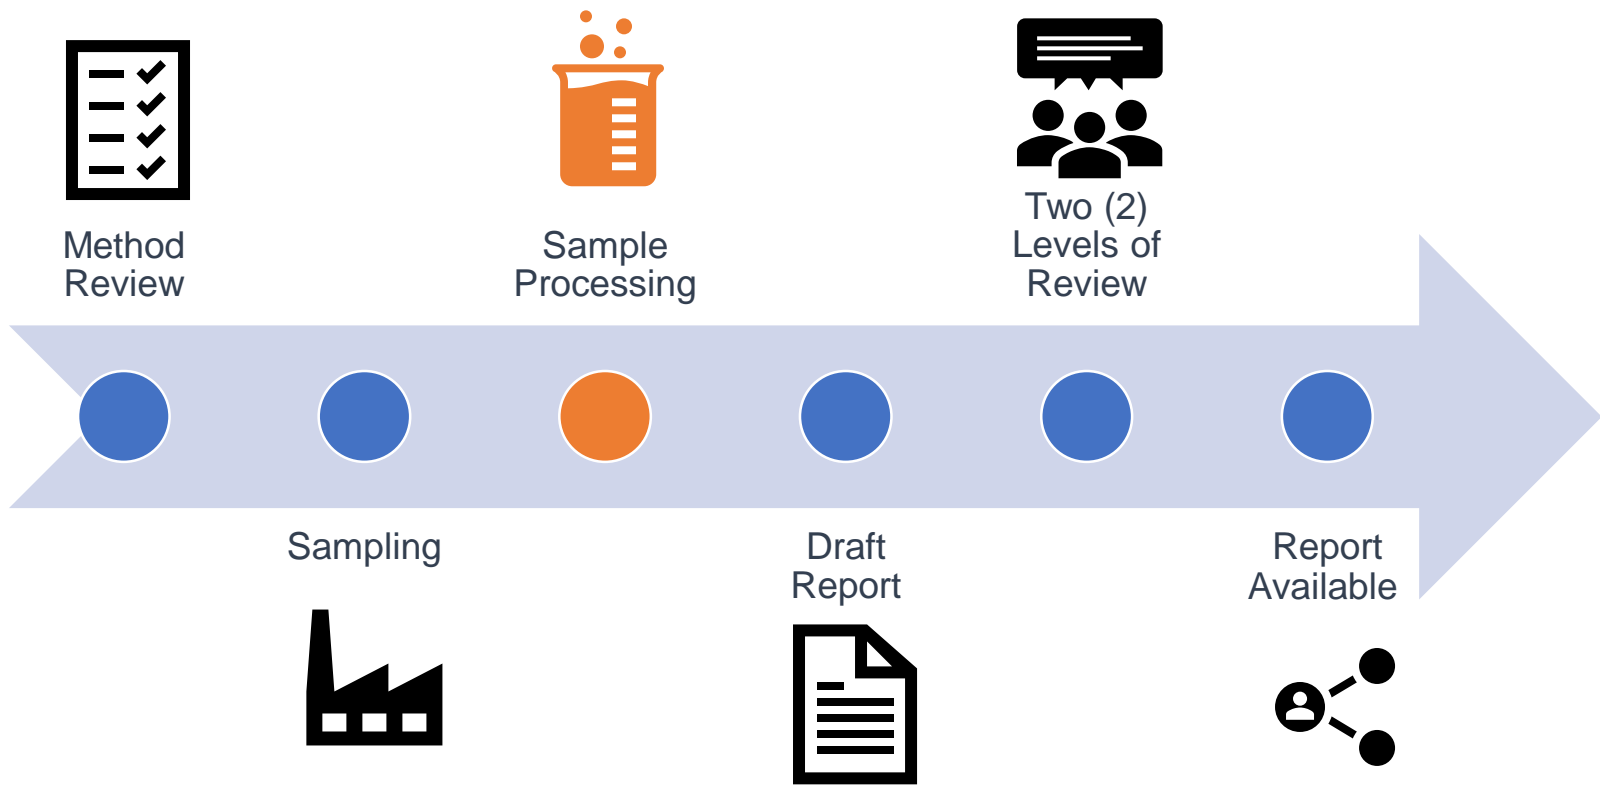 Method
Review
Sampling
Sample
Processing
Draft
Report
Two (2)
Levels of
Review
Report
Available